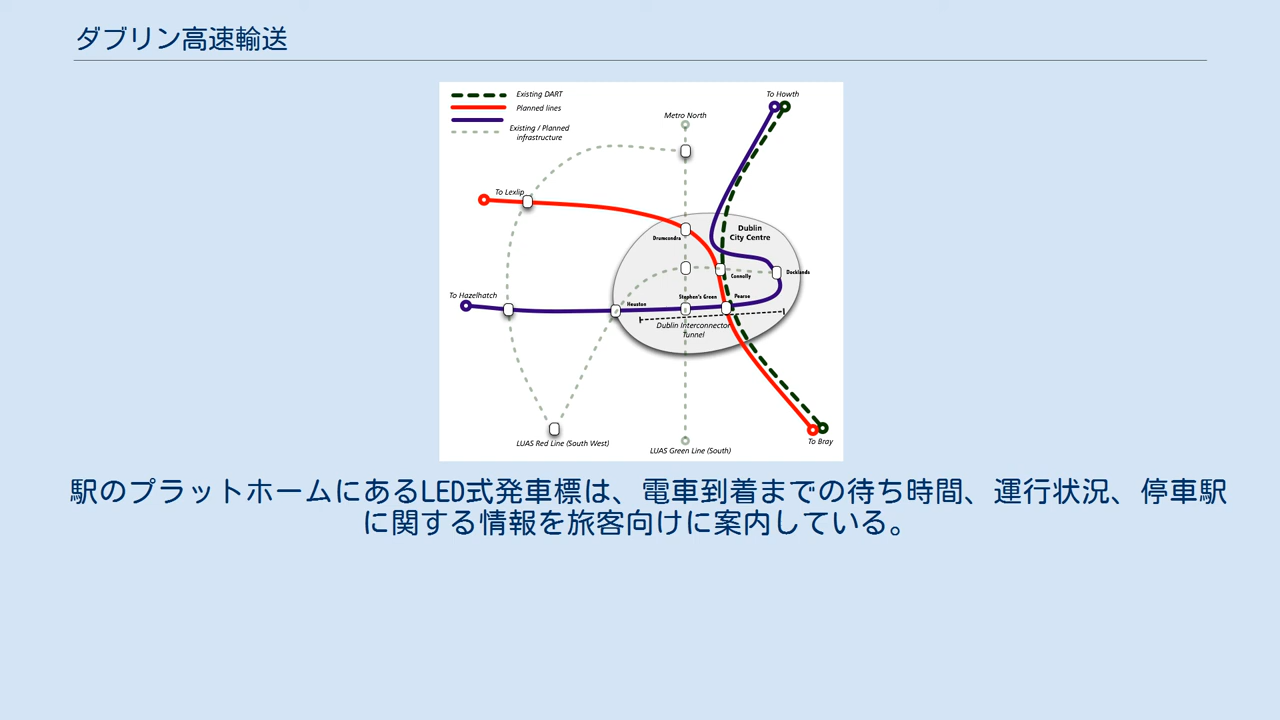 ダブリン高速輸送
Existing DART
Planned lines
Existing / Planned
infrastructure
To Howth
Metro North
To Lexlip
Dublin
City Centre
Drumcondra
Connolly
Docklands
To Hazelhatch
Heuston
Stephen's Green
Pearse
Dublin Interconnector
Tunnel
LUAS Red Line (South West)
LUAS Green Line (South)
To Bray
駅のプラットホームにあるLED式発車標は、電車到着までの待ち時間、運行状況、停車駅
に関する情報を旅客向けに案内している。